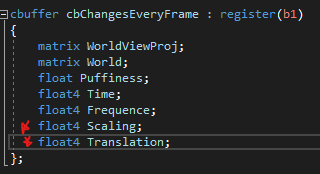 cbuffer cbChangesEveryFrame : register(b1)
{
matrix WorldViewProj;
matrix World;
float Puffiness;
float4 Time;
float4 Frequence;
float4 Scaling;
float4 Translation;
};